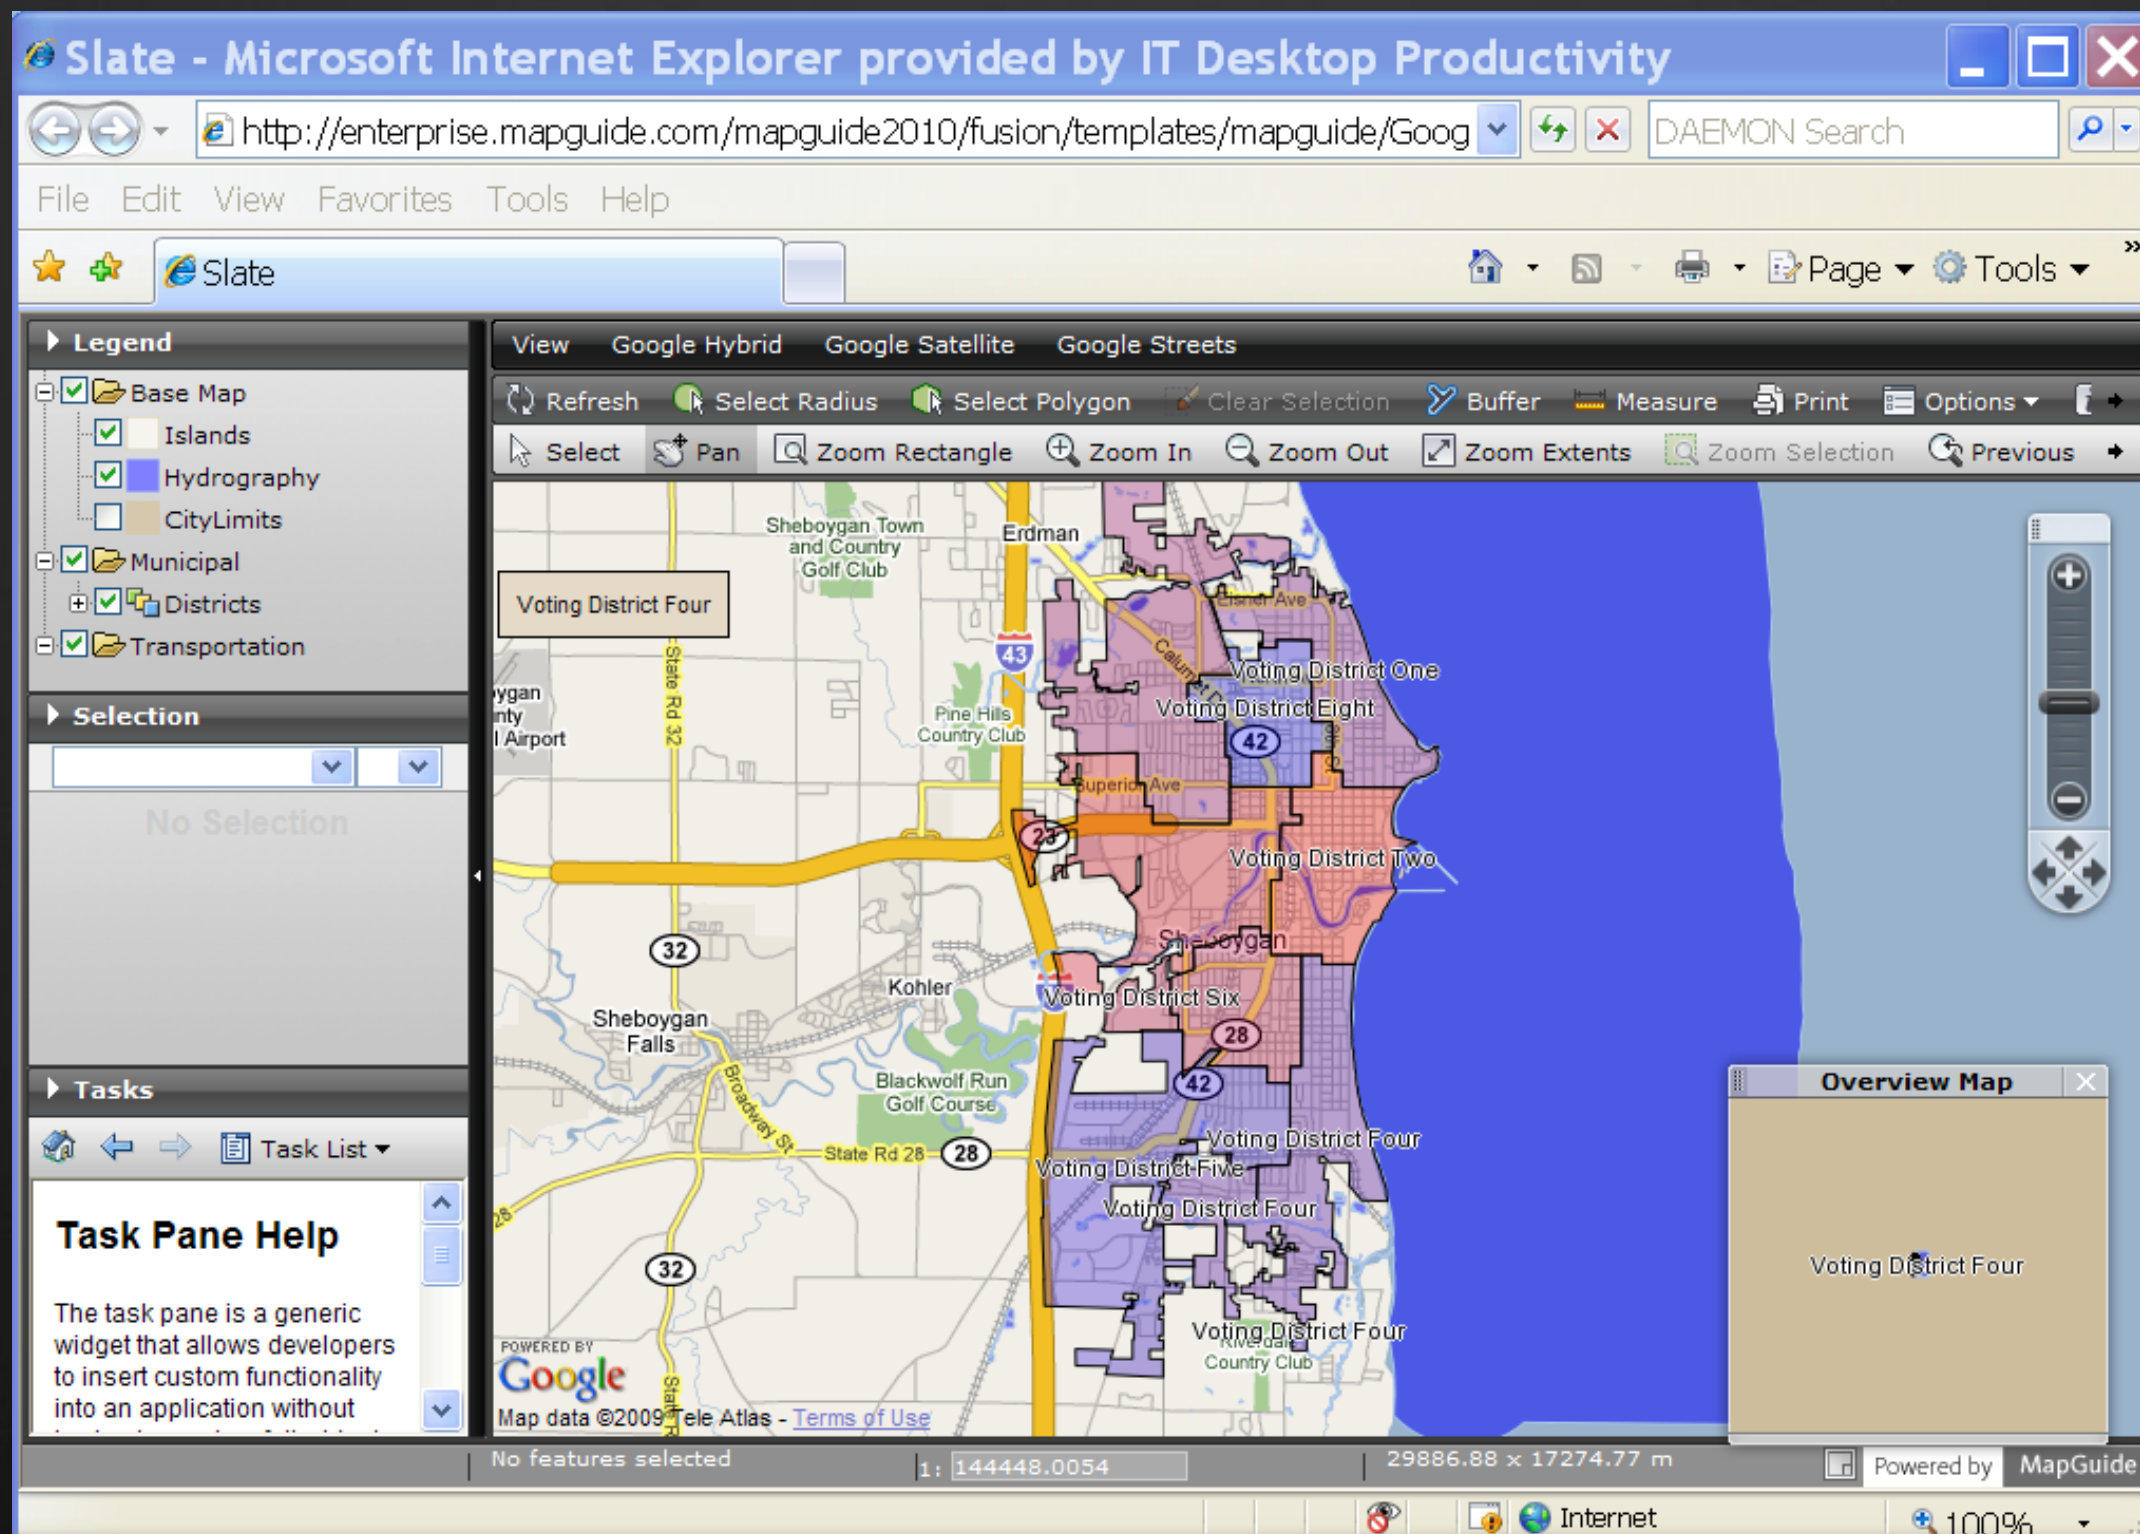 Slate - Microsoft Internet Explorer provided by IT Desktop Productivity
http://enterprise.mapguide.com/mapguide2010/fusion/templates/mapguide/Goog
DAEMON Search
File Edit View Favorites Tools Help
Slate
Page Tools »
Legend
Base Map
Islands
Hydrography
CityLimits
Municipal
Districts
Transportation
Selection
No Selection
Tasks
Task List
Task Pane Help
The task pane is a generic
widget that allows developers
to insert custom functionality
into an application without
View Google Hybrid Google Satellite Google Streets
Refresh Select Radius Select Polygon Clear Selection Buffer Measure Print Options
Select Pan Zoom Rectangle Zoom In Zoom Out Zoom Extents Zoom Selection Previous
Sheboygan Town
and Country
Golf Club
Erdman
Voting District Four
Eisner Ave
43
State Rd 32
Calumet D
Voting District One
ygan
nty
l Airport
Pine Hills
Country Club
Voting District Eight
42
Superior Ave
23
Voting District Two
Sheboygan
32
Kohler
Voting District Six
Sheboygan
Falls
28
Blackwolf Run
Golf Course
42
Broadway St
State Rd 28
28
Voting District Four
Voting District Five
Voting District Four
28
32
Voting District Four
Riverdale
Country Club
State R
POWERED BY
Google
Map data ©2009 Tele Atlas - Terms of Use
Overview Map
Voting District Four
No features selected
1: 144448.0054
29886.88 x 17274.77 m
Powered by MapGuide
Internet
100%